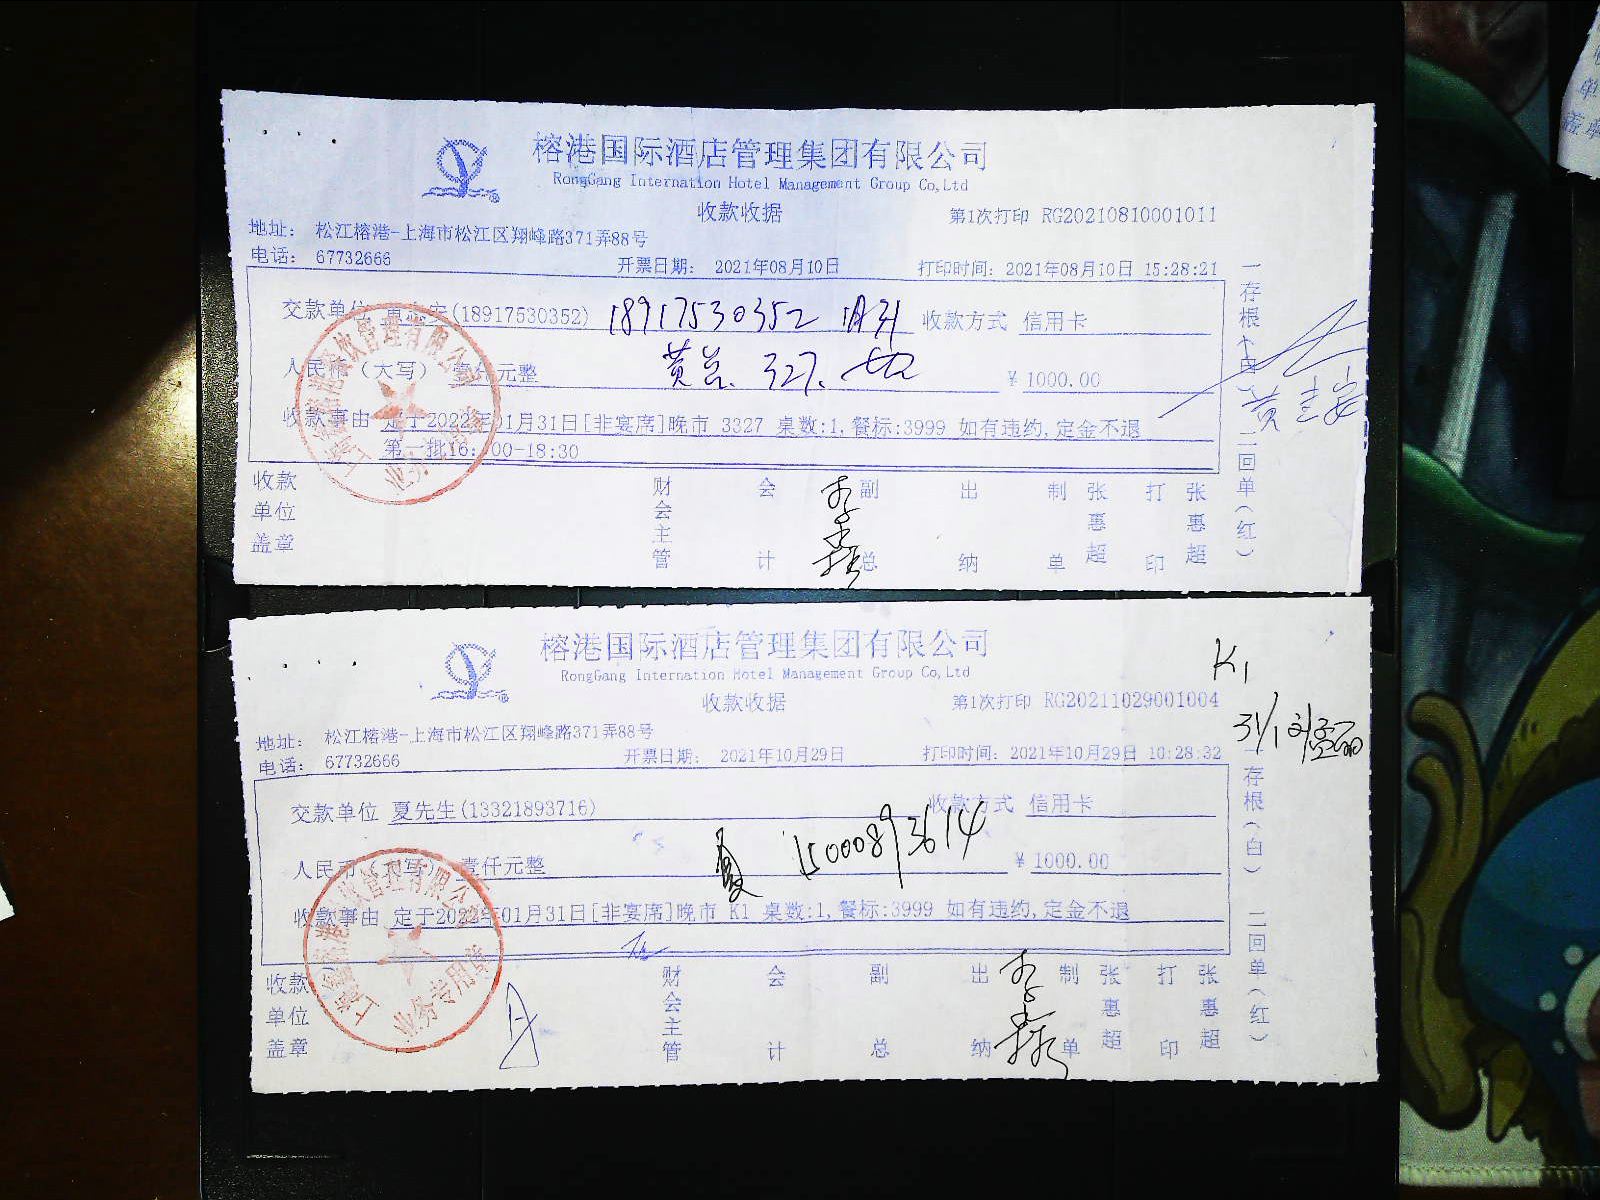 榕港国际酒店管理集团有限公司
RongGang Internation Hotel Management Group Co,Ltd
收款收据
第1次打印 RG20210810001011
地址: 松江榕港-上海市松江区翔峰路371弄88号
电话: 67732666
开票日期: 2021年08月10日
打印时间: 2021年08月10日 15:28:21
交款单位 (18917530352) 18917530352
收款方式 信用卡
人民币(大写) 壹仟元整
黄总. 327.
¥ 1000.00
收款事由 定于2022年01月31日[非宴席]晚市 3327 桌数:1,餐标:3999 如有违约,定金不退
第一批16:00-18:30
收款单位盖章
财会主管
会计
副总
出纳
制单
张惠超
打印
张惠超
一存根(白)
二回单(红)
业务专用章
榕港国际酒店管理集团有限公司
RongGang Internation Hotel Management Group Co,Ltd
收款收据
第1次打印 RG20211029001004
K1
31/1
地址: 松江榕港-上海市松江区翔峰路371弄88号
电话: 67732666
开票日期: 2021年10月29日
打印时间: 2021年10月29日 10:28:32
交款单位 夏先生(13321893716)
收款方式 信用卡
人民币(大写) 壹仟元整
夏 15000893614
¥ 1000.00
收款事由 定于2022年01月31日[非宴席]晚市 K1 桌数:1,餐标:3999 如有违约,定金不退
收款单位盖章
财会主管
会计
副总
出纳
制单
张惠超
打印
张惠超
一存根(白)
二回单(红)
业务专用章